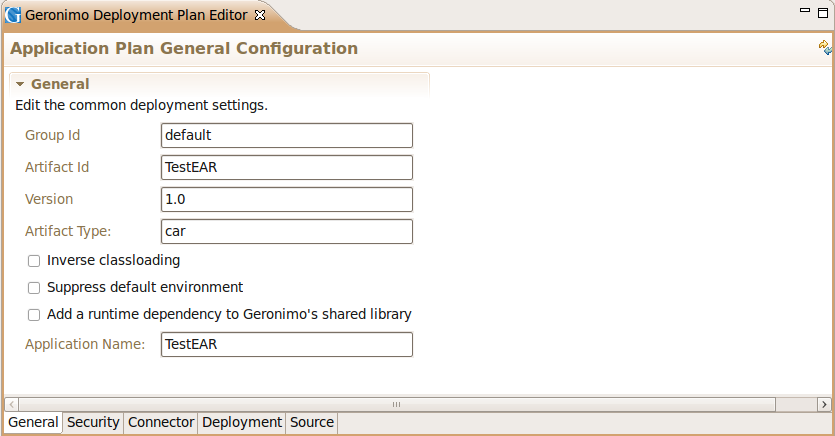 Geronimo Deployment Plan Editor
Application Plan General Configuration
General
Edit the common deployment settings.
Group Id default
Artifact Id TestEAR
Version 1.0
Artifact Type: car
Inverse classloading
Suppress default environment
Add a runtime dependency to Geronimo's shared library
Application Name: TestEAR
General Security Connector Deployment Source